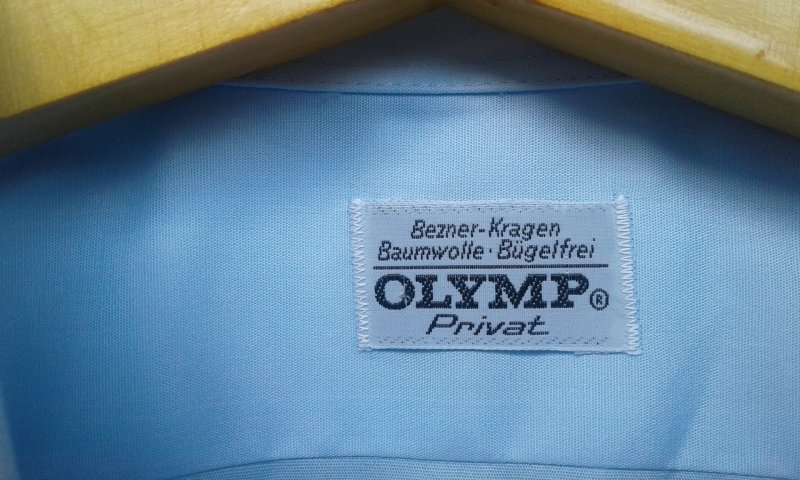 Bezner-Kragen
Baumwolle · Bügelfrei
OLYMP®
Privat